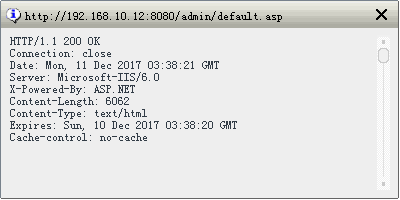 http://192.168.10.12:8080/admin/default.asp
HTTP/1.1 200 OK
Connection: close
Date: Mon, 11 Dec 2017 03:38:21 GMT
Server: Microsoft-IIS/6.0
X-Powered-By: ASP.NET
Content-Length: 6062
Content-Type: text/html
Expires: Sun, 10 Dec 2017 03:38:20 GMT
Cache-control: no-cache